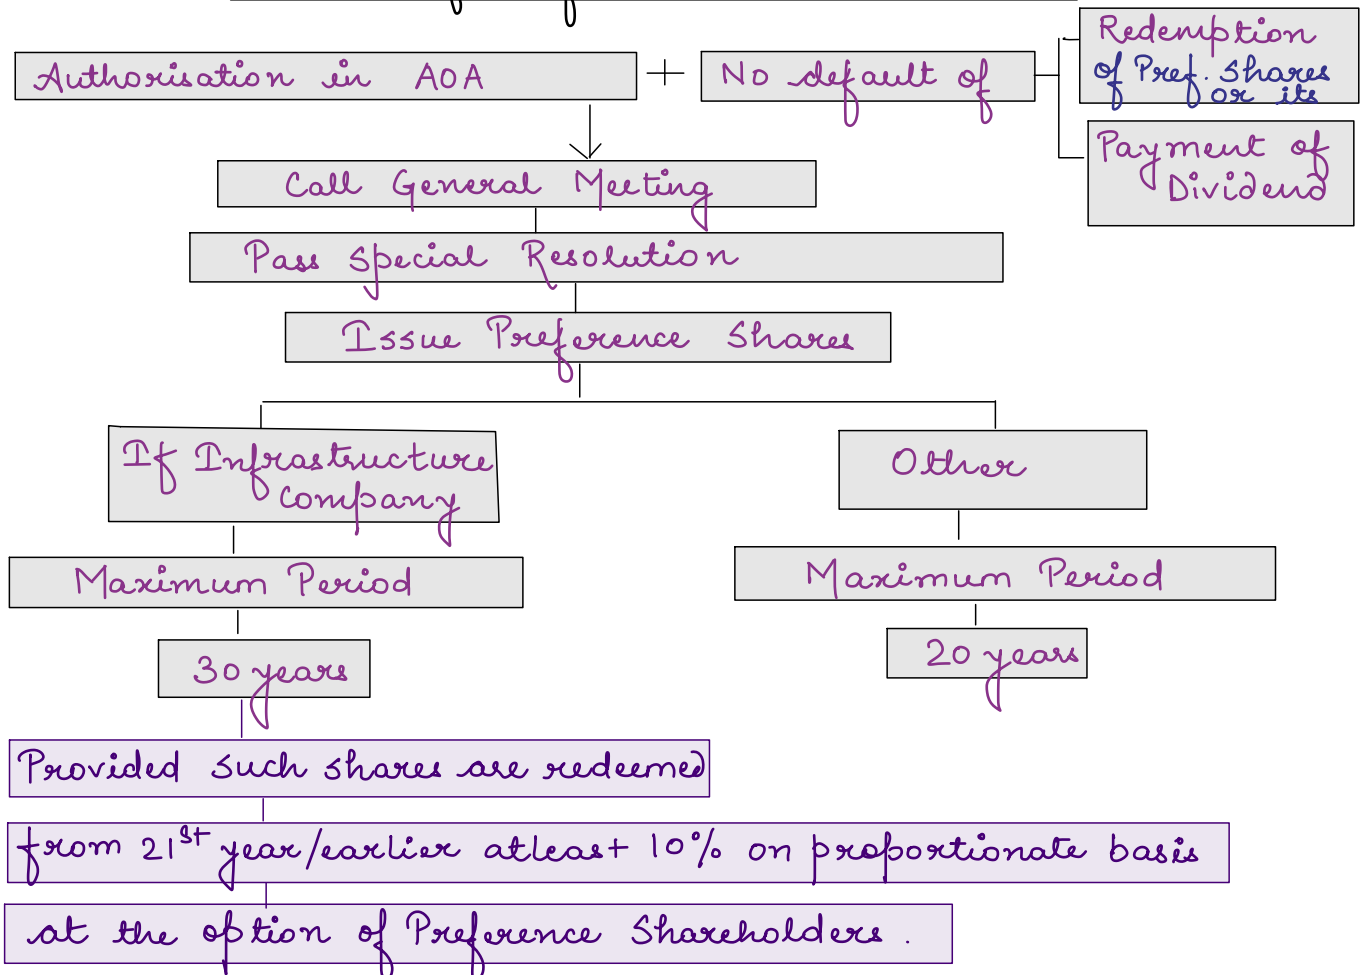 Authorisation in AOA + No default of
Redemption
of Pref. Shares
or its
Payment of
Dividend
Call General Meeting
Pass Special Resolution
Issue Preference Shares
If Infrastructure
Company
Other
Maximum Period
Maximum Period
30 years
20 years
Provided such shares are redeemed
from 21st year/earlier atleast 10% on proportionate basis
at the option of Preference Shareholders.